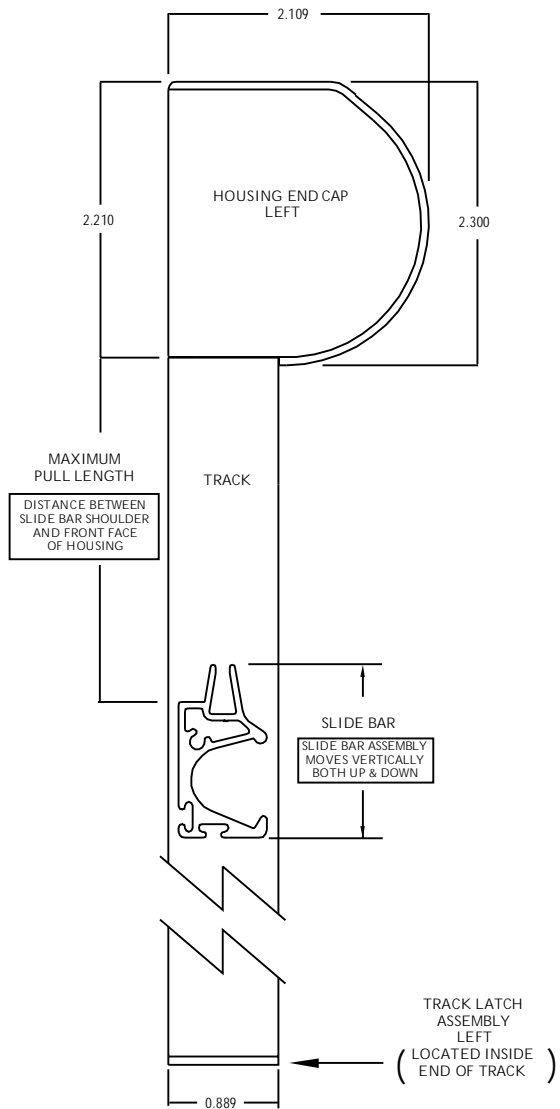 2.109
HOUSING END CAP
LEFT
2.210
2.300
MAXIMUM
PULL LENGTH
DISTANCE BETWEEN
SLIDE BAR SHOULDER
AND FRONT FACE
OF HOUSING
TRACK
SLIDE BAR
SLIDE BAR ASSEMBLY
MOVES VERTICALLY
BOTH UP & DOWN
TRACK LATCH
ASSEMBLY
LEFT
(LOCATED INSIDE
END OF TRACK)
0.889